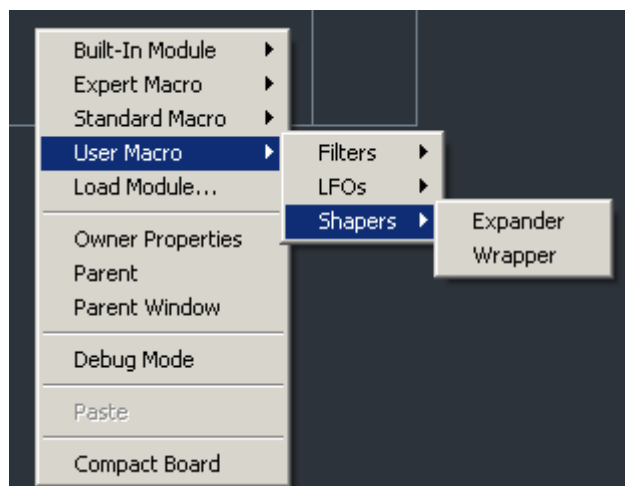 Built-In Module
Expert Macro
Standard Macro
User Macro
Load Module...
Owner Properties
Parent
Parent Window
Debug Mode
Paste
Compact Board
Filters
LFOs
Shapers
Expander
Wrapper